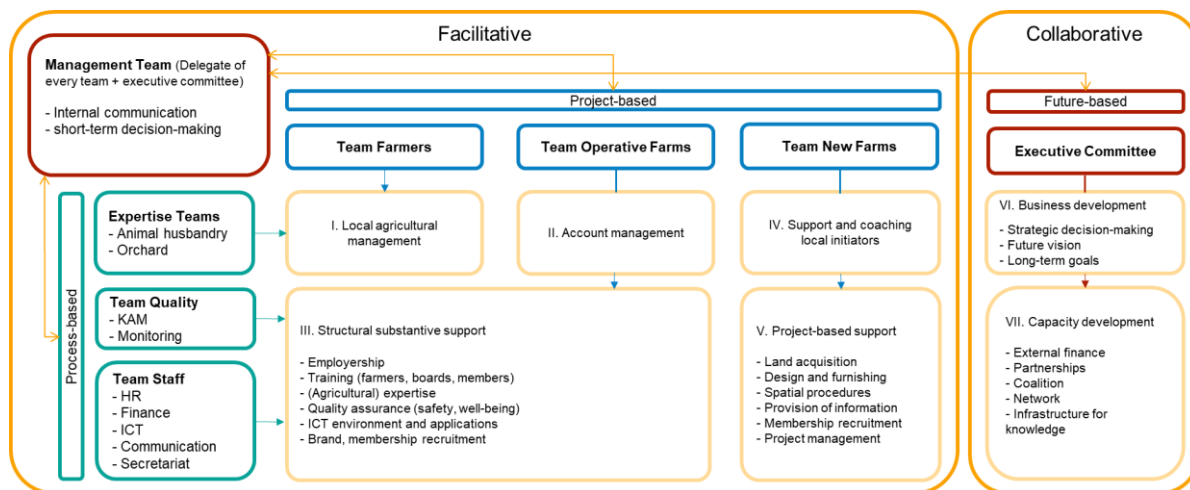 Facilitative
Collaborative
Management Team (Delegate of
every team + executive committee)
- Internal communication
- short-term decision-making
Project-based
Future-based
Team Farmers
Team Operative Farms
Team New Farms
Executive Committee
Process-based
Expertise Teams
- Animal husbandry
- Orchard
I. Local agricultural
management
II. Account management
IV. Support and coaching
local initiators
VI. Business development
- Strategic decision-making
- Future vision
- Long-term goals
Team Quality
- KAM
- Monitoring
Team Staff
- HR
- Finance
- ICT
- Communication
- Secretariat
III. Structural substantive support
- Employership
- Training (farmers, boards, members)
- (Agricultural) expertise
- Quality assurance (safety, well-being)
- ICT environment and applications
- Brand, membership recruitment
V. Project-based support
- Land acquisition
- Design and furnishing
- Spatial procedures
- Provision of information
- Membership recruitment
- Project management
VII. Capacity development
- External finance
- Partnerships
- Coalition
- Network
- Infrastructure for
knowledge